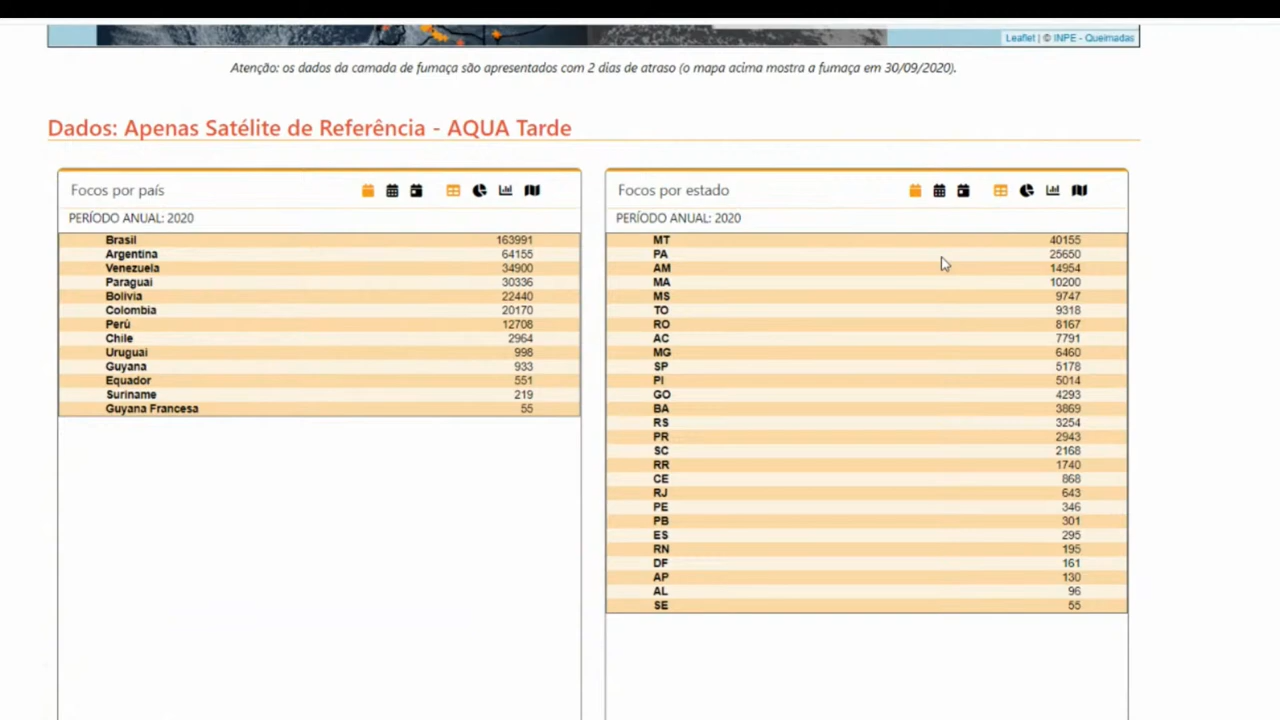 Leaflet | © INPE - Queimadas
Atenção: os dados da camada de fumaça são apresentados com 2 dias de atraso (o mapa acima mostra a fumaça em 30/09/2020).
Dados: Apenas Satélite de Referência - AQUA Tarde
Focos por país
PERÍODO ANUAL: 2020
Brasil 163991
Argentina 64155
Venezuela 34900
Paraguai 30336
Bolivia 22440
Colombia 20170
Perú 12708
Chile 2964
Uruguai 998
Guyana 933
Equador 551
Suriname 219
Guyana Francesa 55
Focos por estado
PERÍODO ANUAL: 2020
MT 40155
PA 25650
AM 14954
MA 10200
MS 9747
TO 9318
RO 8167
AC 7791
MG 6460
SP 5178
PI 5014
GO 4293
BA 3869
RS 3254
PR 2943
SC 2168
RR 1740
CE 868
RJ 643
PE 346
PB 301
ES 295
RN 195
DF 161
AP 130
AL 96
SE 55